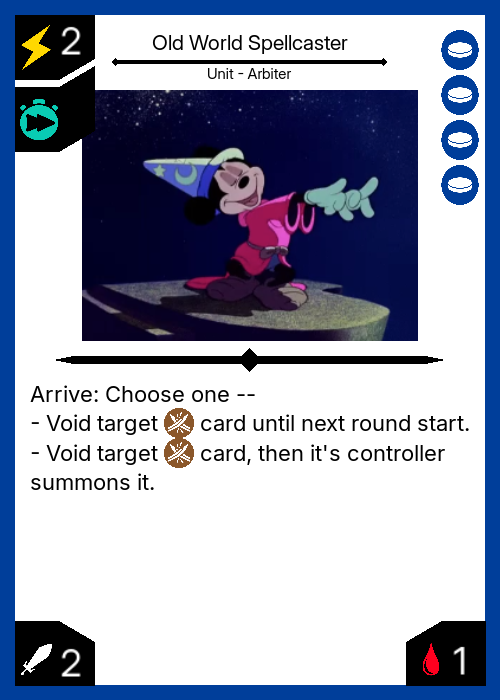 2
Old World Spellcaster
Unit - Arbiter
Arrive: Choose one --
- Void target card until next round start.
- Void target card, then it's controller
summons it.
2
1